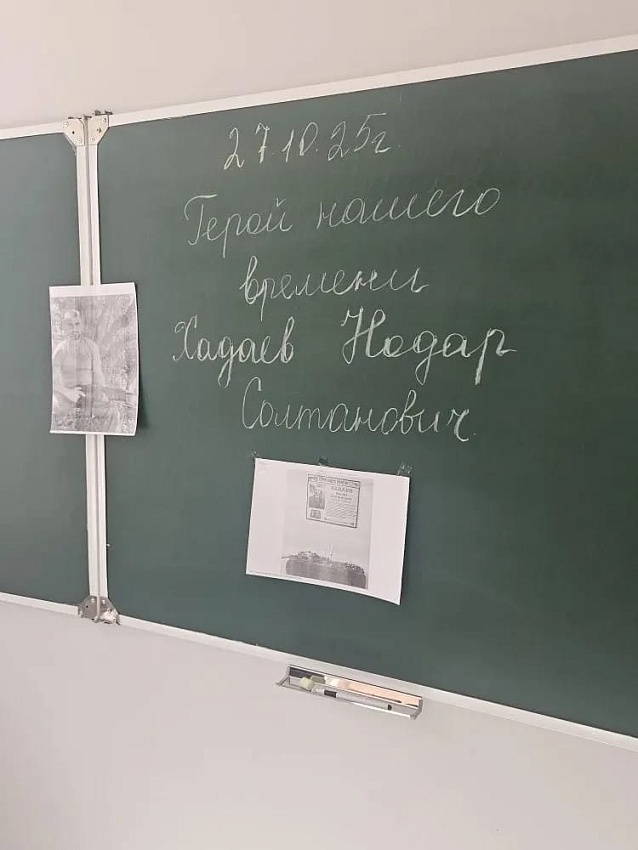 27.10.25г.
Герой нашего
времени
Хадаев Нодар
Солтанович.